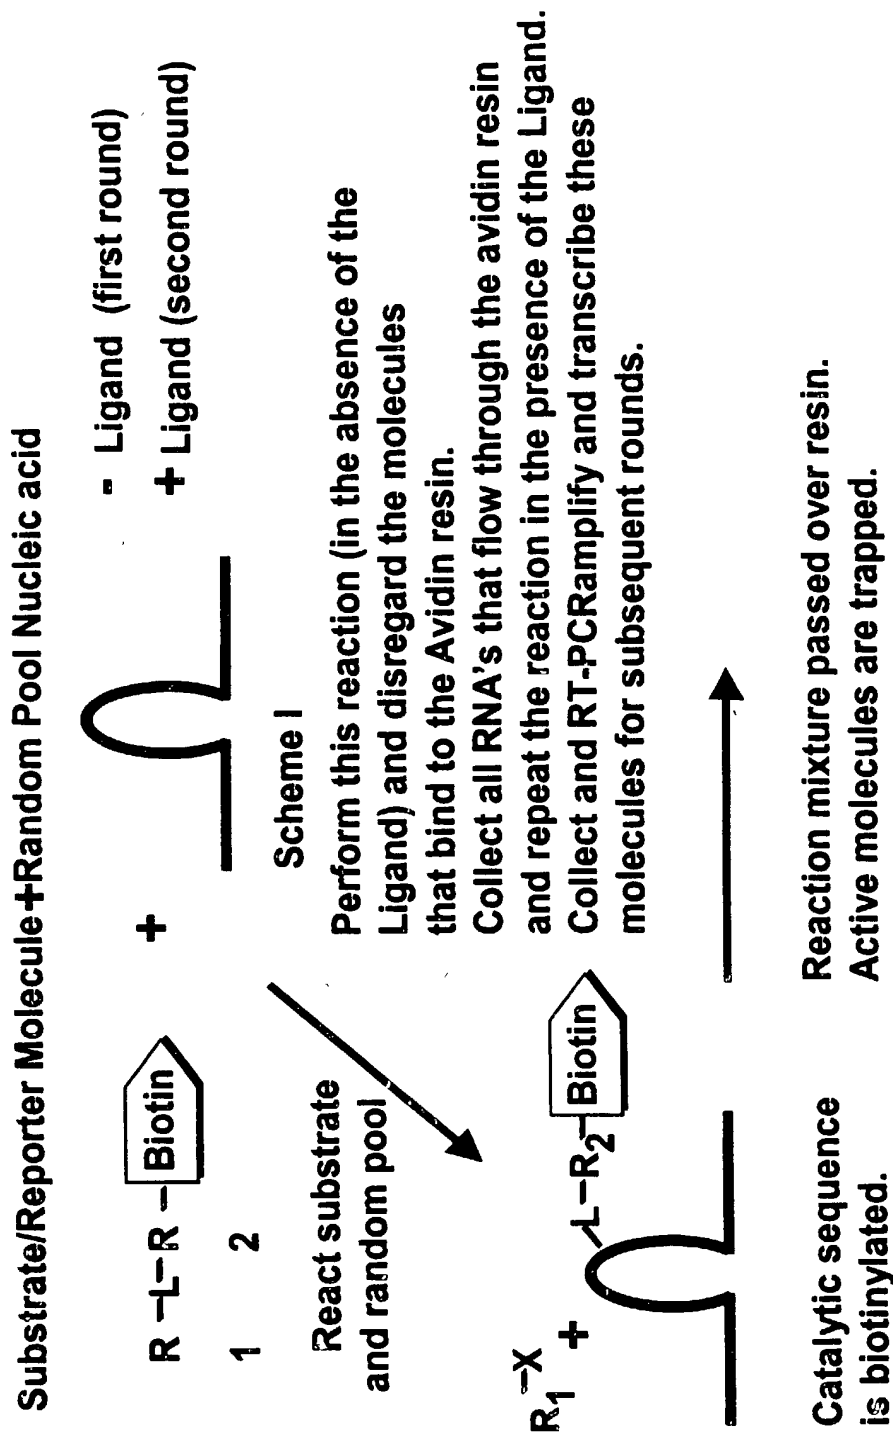 Substrate/Reporter Molecule+Random Pool Nucleic acid
R -L-R - Biotin
1 2
+
- Ligand (first round)
+ Ligand (second round)
Scheme I
Perform this reaction (in the absence of the
Ligand) and disregard the molecules
that bind to the Avidin resin.
Collect all RNA's that flow through the avidin resin
and repeat the reaction in the presence of the Ligand.
Collect and RT-PCRamplify and transcribe these
molecules for subsequent rounds.
React substrate
and random pool
R1-X
+
L-R2-Biotin
Catalytic sequence
is biotinylated.
Reaction mixture passed over resin.
Active molecules are trapped.